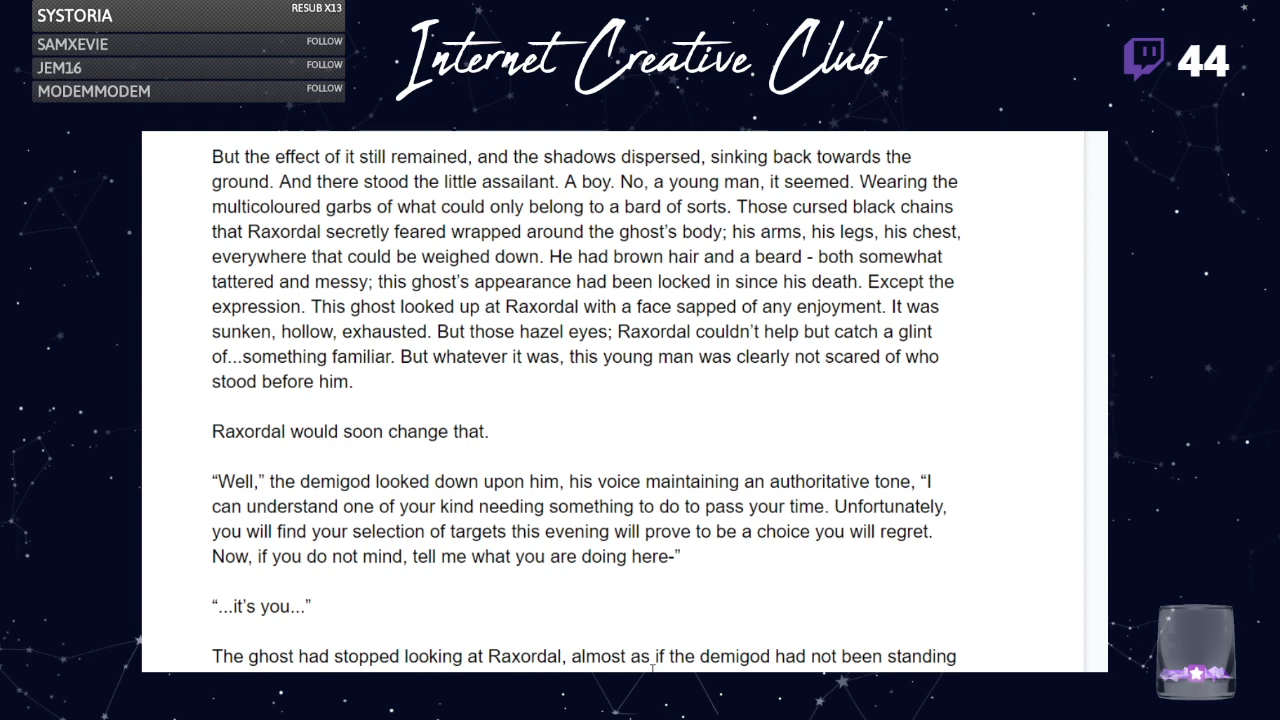 SYSTORIA RESUB X13
SAMXEVIE FOLLOW
JEM16 FOLLOW
MODEMMODEM FOLLOW
Internet Creative Club
44
But the effect of it still remained, and the shadows dispersed, sinking back towards the
ground. And there stood the little assailant. A boy. No, a young man, it seemed. Wearing the
multicoloured garbs of what could only belong to a bard of sorts. Those cursed black chains
that Raxordal secretly feared wrapped around the ghost’s body; his arms, his legs, his chest,
everywhere that could be weighed down. He had brown hair and a beard - both somewhat
tattered and messy; this ghost’s appearance had been locked in since his death. Except the
expression. This ghost looked up at Raxordal with a face sapped of any enjoyment. It was
sunken, hollow, exhausted. But those hazel eyes; Raxordal couldn’t help but catch a glint
of...something familiar. But whatever it was, this young man was clearly not scared of who
stood before him.
Raxordal would soon change that.
“Well,” the demigod looked down upon him, his voice maintaining an authoritative tone, “I
can understand one of your kind needing something to do to pass your time. Unfortunately,
you will find your selection of targets this evening will prove to be a choice you will regret.
Now, if you do not mind, tell me what you are doing here-”
“...it’s you...”
The ghost had stopped looking at Raxordal, almost as if the demigod had not been standing